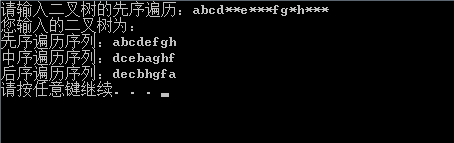 请输入二叉树的先序遍历：abcd**e***fg*h***
您输入的二叉树为：
先序遍历序列：abcdefgh
中序遍历序列：dcebaghf
后序遍历序列：decbhgfa
请按任意键继续. . .